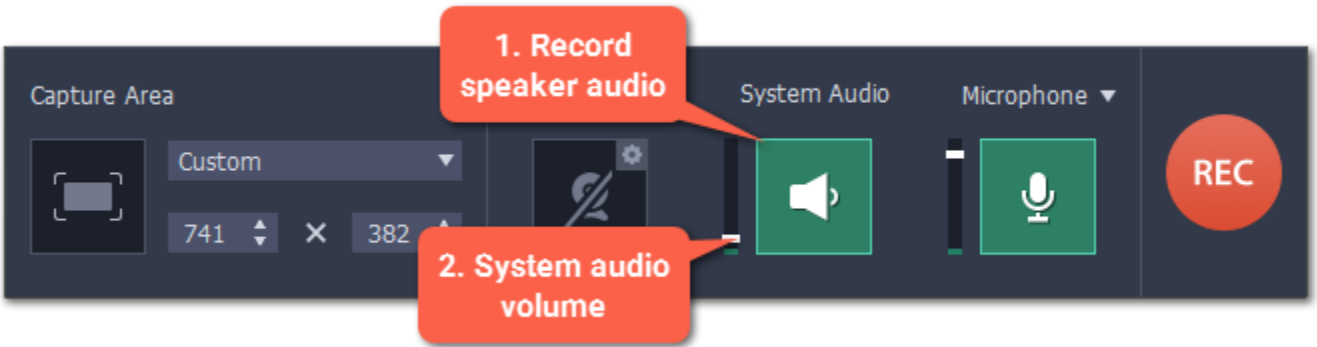 1. Record
speaker audio
Capture Area
System Audio
Microphone
Custom
741
×
382
REC
2. System audio
volume